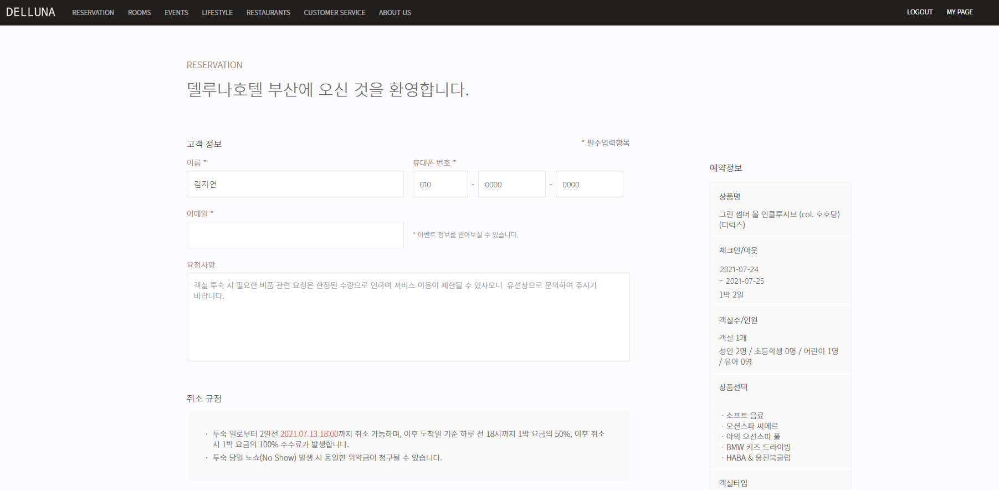 DELLUNA RESERVATION ROOMS EVENTS LIFESTYLE RESTAURANTS CUSTOMER SERVICE ABOUT US LOGOUT MY PAGE
RESERVATION
델루나호텔 부산에 오신 것을 환영합니다.
고객 정보
* 필수입력항목
이름 *
휴대폰 번호 *
김지연
010 - 0000 - 0000
이메일 *
* 이벤트 정보를 받아보실 수 있습니다.
요청사항
객실 투숙 시 필요한 비품 관련 요청은 한정된 수량으로 인하여 서비스 이용이 제한될 수 있사오니 유선상으로 문의하여 주시기
바랍니다.
취소 규정
· 투숙 일로부터 2일전 2021.07.13 18:00까지 취소 가능하며, 이후 도착일 기준 하루 전 18시까지 1박 요금의 50%, 이후 취소
시 1박 요금의 100% 수수료가 발생합니다.
· 투숙 당일 노쇼(No Show) 발생 시 동일한 위약금이 청구될 수 있습니다.
예약정보
상품명
그린 썸머 올 인클루시브 (col. 호호당)
(디럭스)
체크인/아웃
2021-07-24
~ 2021-07-25
1박 2일
객실수/인원
객실 1개
성인 2명 / 초등학생 0명 / 어린이 1명
/ 유아 0명
상품선택
· 소프트 음료
· 오션스파 씨메르
· 야외 오션스파 풀
· BMW 키즈 드라이빙
· HABA & 웅진북클럽
객실타입